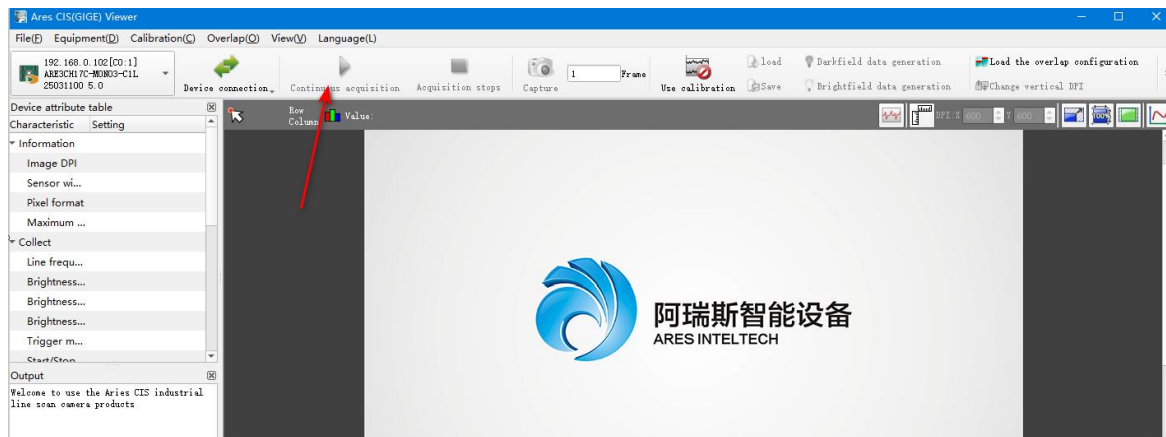 Ares CIS(GIGE) Viewer
File(F) Equipment(D) Calibration(C) Overlap(O) View(V) Language(L)
192.168.0.102[C0:1]
ARE3CH17C-MONO3-C1L
25031100 5.0
Device connection
Continuous acquisition
Acquisition stops
Capture
1 Frame
Use calibration
load
Save
Darkfield data generation
Brightfield data generation
Load the overlap configuration
Change vertical DPI
Device attribute table
Characteristic Setting
Information
Image DPI
Sensor wi...
Pixel format
Maximum ...
Collect
Line frequ...
Brightness...
Brightness...
Brightness...
Trigger m...
Start/Stop
Output
Welcome to use the Aries CIS industrial
line scan camera products
Row
Column
Value:
DPI: X 600 Y 600
100%
阿瑞斯智能设备
ARES INTELTECH